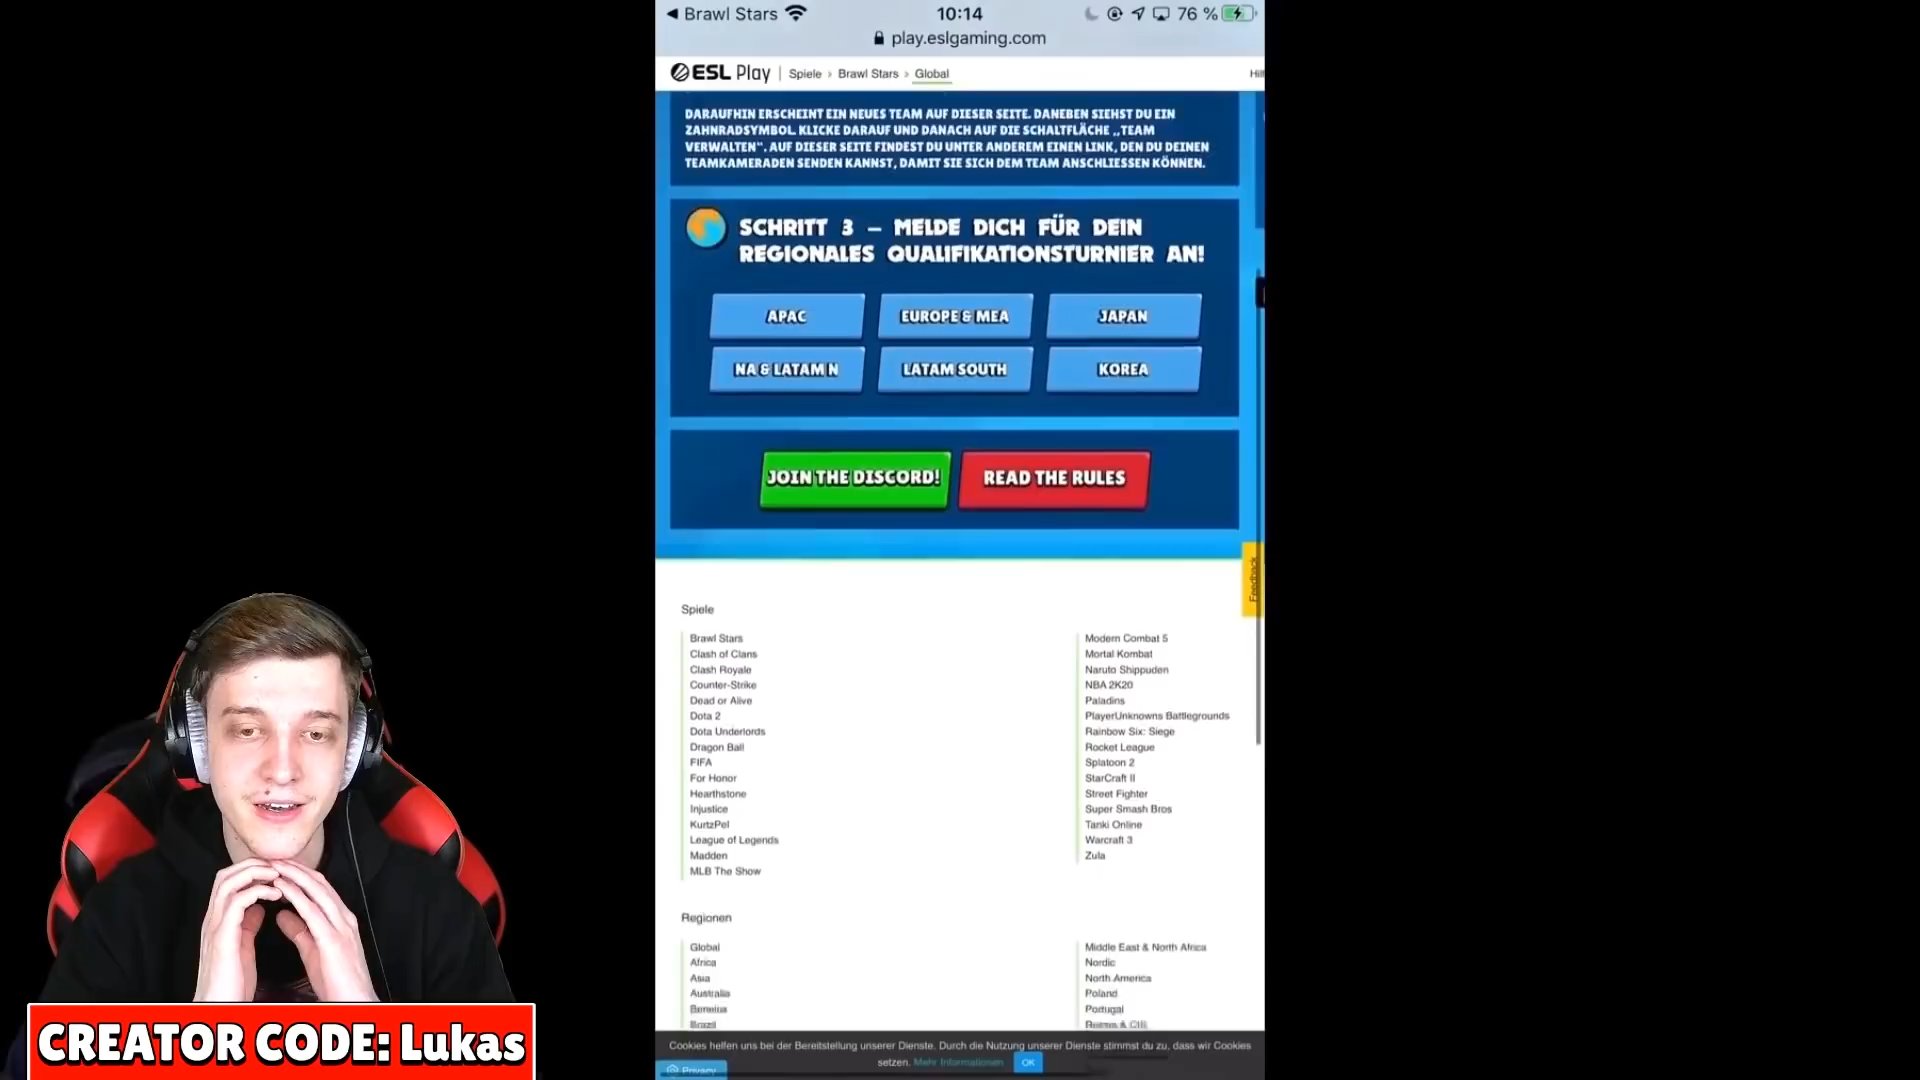 ◀ Brawl Stars
10:14
76 %
play.eslgaming.com
ESL Play | Spiele › Brawl Stars › Global
DARAUFHIN ERSCHEINT EIN NEUES TEAM AUF DIESER SEITE. DANEBEN SIEHST DU EIN
ZAHNRADSYMBOL. KLICKE DARAUF UND DANACH AUF DIE SCHALTFLÄCHE „TEAM
VERWALTEN“. AUF DIESER SEITE FINDEST DU UNTER ANDEREM EINEN LINK, DEN DU DEINEN
TEAMKAMERADEN SENDEN KANNST, DAMIT SIE SICH DEM TEAM ANSCHLIESSEN KÖNNEN.
SCHRITT 3 – MELDE DICH FÜR DEIN
REGIONALES QUALIFIKATIONSTURNIER AN!
APAC
EUROPE & MEA
JAPAN
NA & LATAM N
LATAM SOUTH
KOREA
JOIN THE DISCORD!
READ THE RULES
Feedback
Spiele
Brawl Stars
Clash of Clans
Clash Royale
Counter-Strike
Dead or Alive
Dota 2
Dota Underlords
Dragon Ball
FIFA
For Honor
Hearthstone
Injustice
KurtzPel
League of Legends
Madden
MLB The Show
Modern Combat 5
Mortal Kombat
Naruto Shippuden
NBA 2K20
Paladins
PlayerUnknowns Battlegrounds
Rainbow Six: Siege
Rocket League
Splatoon 2
StarCraft II
Street Fighter
Super Smash Bros
Tanki Online
Warcraft 3
Zula
Regionen
Global
Africa
Asia
Australia
Benelux
Brazil
Middle East & North Africa
Nordic
North America
Poland
Portugal
Cookies helfen uns bei der Bereitstellung unserer Dienste. Durch die Nutzung unserer Dienste stimmst du zu, dass wir Cookies
setzen. Mehr Informationen OK
Privacy
CREATOR CODE: Lukas